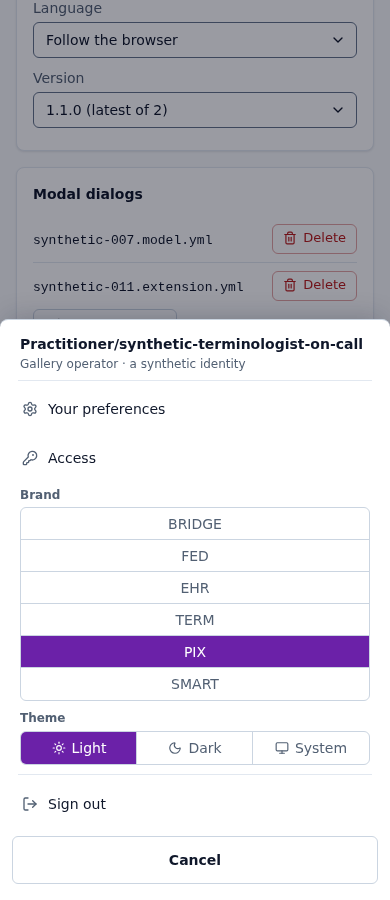 Language
Follow the browser
Version
1.1.0 (latest of 2)
Modal dialogs
synthetic-007.model.yml
Delete
synthetic-011.extension.yml
Delete
Practitioner/synthetic-terminologist-on-call
Gallery operator · a synthetic identity
Your preferences
Access
Brand
BRIDGE
FED
EHR
TERM
PIX
SMART
Theme
Light
Dark
System
Sign out
Cancel